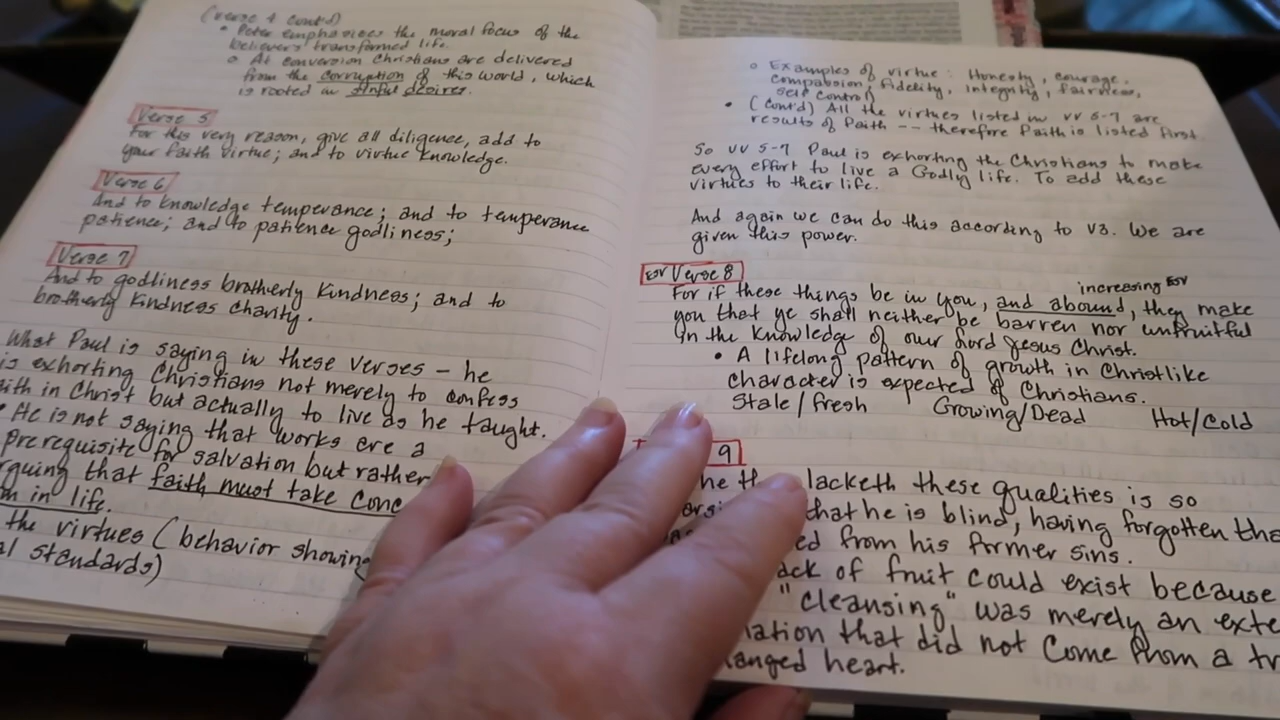 (verse 4 cont'd)
• Peter emphasizes the moral focus of the
believers transformed life.
o At conversion Christians are delivered
from the corruption of this world, which
is rooted in sinful desires.
Verse 5
For this very reason, give all diligence, add to
your faith virtue; and to virtue knowledge.
Verse 6
And to knowledge temperance; and to temperance
patience; and to patience godliness;
Verse 7
And to godliness brotherly kindness; and to
brotherly kindness charity.
What Paul is saying in these verses – he
is exhorting Christians not merely to confess
faith in Christ but actually to live as he taught.
• He is not saying that works are a
prerequisite for salvation but rather
that faith must take
in life.
the virtues (behavior showing
standards)
o Examples of virtue: Honesty, courage,
compassion, fidelity, integrity, fairness,
self control)
• (cont'd) All the virtues listed in vv 5-7 are
results of Faith -- therefore Faith is listed first.
So vv 5-7 Paul is exhorting the Christians to make
every effort to live a Godly life. To add these
virtues to their life.
And again we can do this according to v3. We are
given this power.
ESV Verse 8
increasing ESV
For if these things be in you, and abound, they make
you that ye shall neither be barren nor unfruitful
in the knowledge of our Lord Jesus Christ.
• A lifelong pattern of growth in Christlike
character is expected of Christians.
Stale/fresh Growing/Dead Hot/Cold
9
he lacketh these qualities is so
that he is blind, having forgotten
from his former sins.
of fruit could exist because
"cleansing" was merely an
that did not come from a
heart.